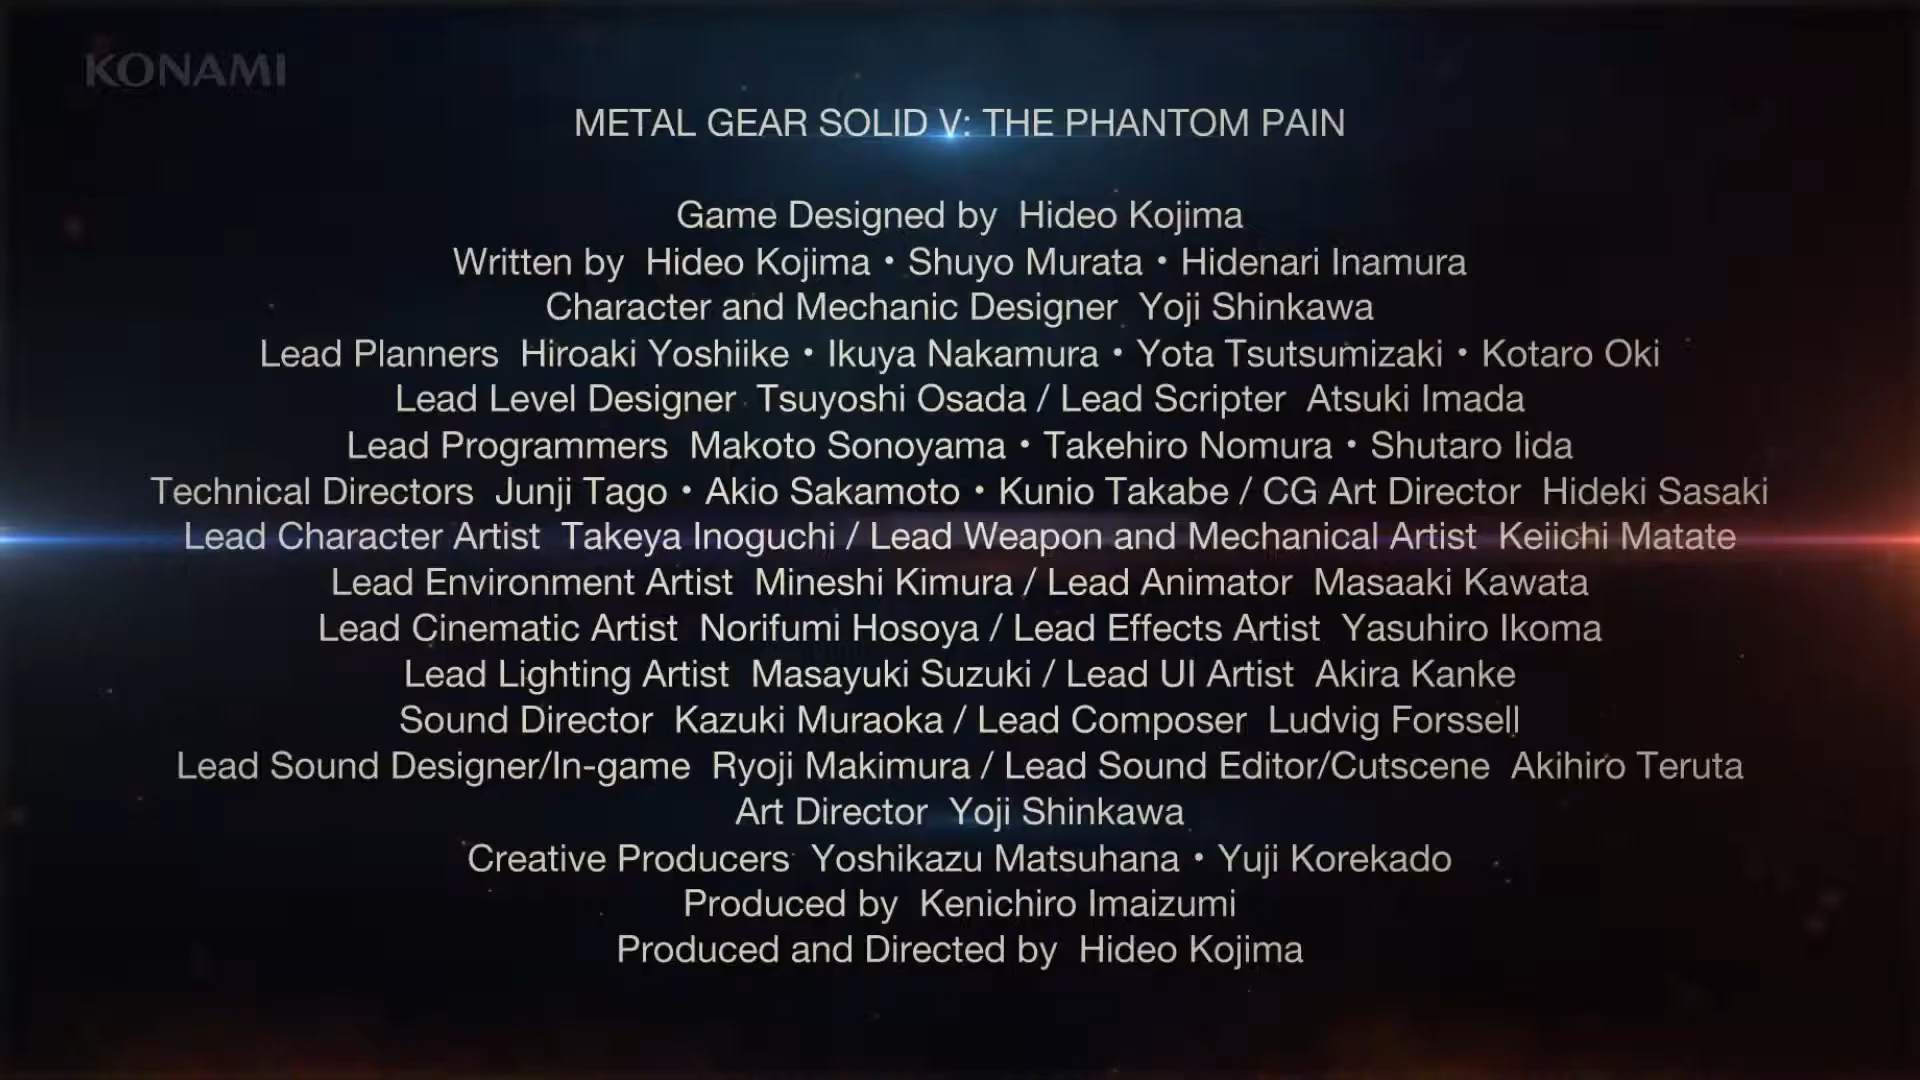 KONAMI
METAL GEAR SOLID V: THE PHANTOM PAIN
Game Designed by Hideo Kojima
Written by Hideo Kojima・Shuyo Murata・Hidenari Inamura
Character and Mechanic Designer Yoji Shinkawa
Lead Planners Hiroaki Yoshiike・Ikuya Nakamura・Yota Tsutsumizaki・Kotaro Oki
Lead Level Designer Tsuyoshi Osada / Lead Scripter Atsuki Imada
Lead Programmers Makoto Sonoyama・Takehiro Nomura・Shutaro Iida
Technical Directors Junji Tago・Akio Sakamoto・Kunio Takabe / CG Art Director Hideki Sasaki
Lead Character Artist Takeya Inoguchi / Lead Weapon and Mechanical Artist Keiichi Matate
Lead Environment Artist Mineshi Kimura / Lead Animator Masaaki Kawata
Lead Cinematic Artist Norifumi Hosoya / Lead Effects Artist Yasuhiro Ikoma
Lead Lighting Artist Masayuki Suzuki / Lead UI Artist Akira Kanke
Sound Director Kazuki Muraoka / Lead Composer Ludvig Forssell
Lead Sound Designer/In-game Ryoji Makimura / Lead Sound Editor/Cutscene Akihiro Teruta
Art Director Yoji Shinkawa
Creative Producers Yoshikazu Matsuhana・Yuji Korekado
Produced by Kenichiro Imaizumi
Produced and Directed by Hideo Kojima